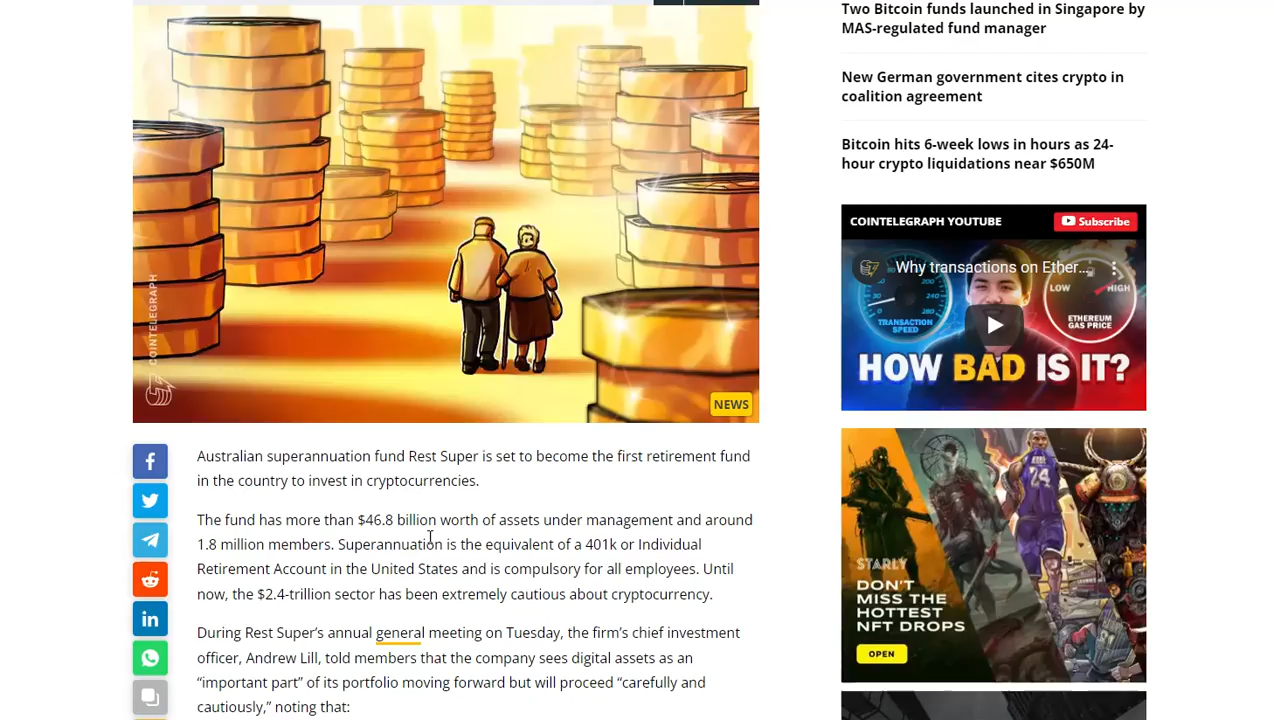 COINTELEGRAPH
NEWS
Australian superannuation fund Rest Super is set to become the first retirement fund
in the country to invest in cryptocurrencies.
The fund has more than $46.8 billion worth of assets under management and around
1.8 million members. Superannuation is the equivalent of a 401k or Individual
Retirement Account in the United States and is compulsory for all employees. Until
now, the $2.4-trillion sector has been extremely cautious about cryptocurrency.
During Rest Super’s annual general meeting on Tuesday, the firm’s chief investment
officer, Andrew Lill, told members that the company sees digital assets as an
“important part” of its portfolio moving forward but will proceed “carefully and
cautiously,” noting that:
Two Bitcoin funds launched in Singapore by
MAS-regulated fund manager
New German government cites crypto in
coalition agreement
Bitcoin hits 6-week lows in hours as 24-
hour crypto liquidations near $650M
COINTELEGRAPH YOUTUBE
Subscribe
Why transactions on Ether...
200
240
280
30
TRANSACTION
SPEED
LOW
HIGH
ETHEREUM
GAS PRICE
HOW BAD IS IT?
24
STARLY
DON'T
MISS THE
HOTTEST
NFT DROPS
OPEN